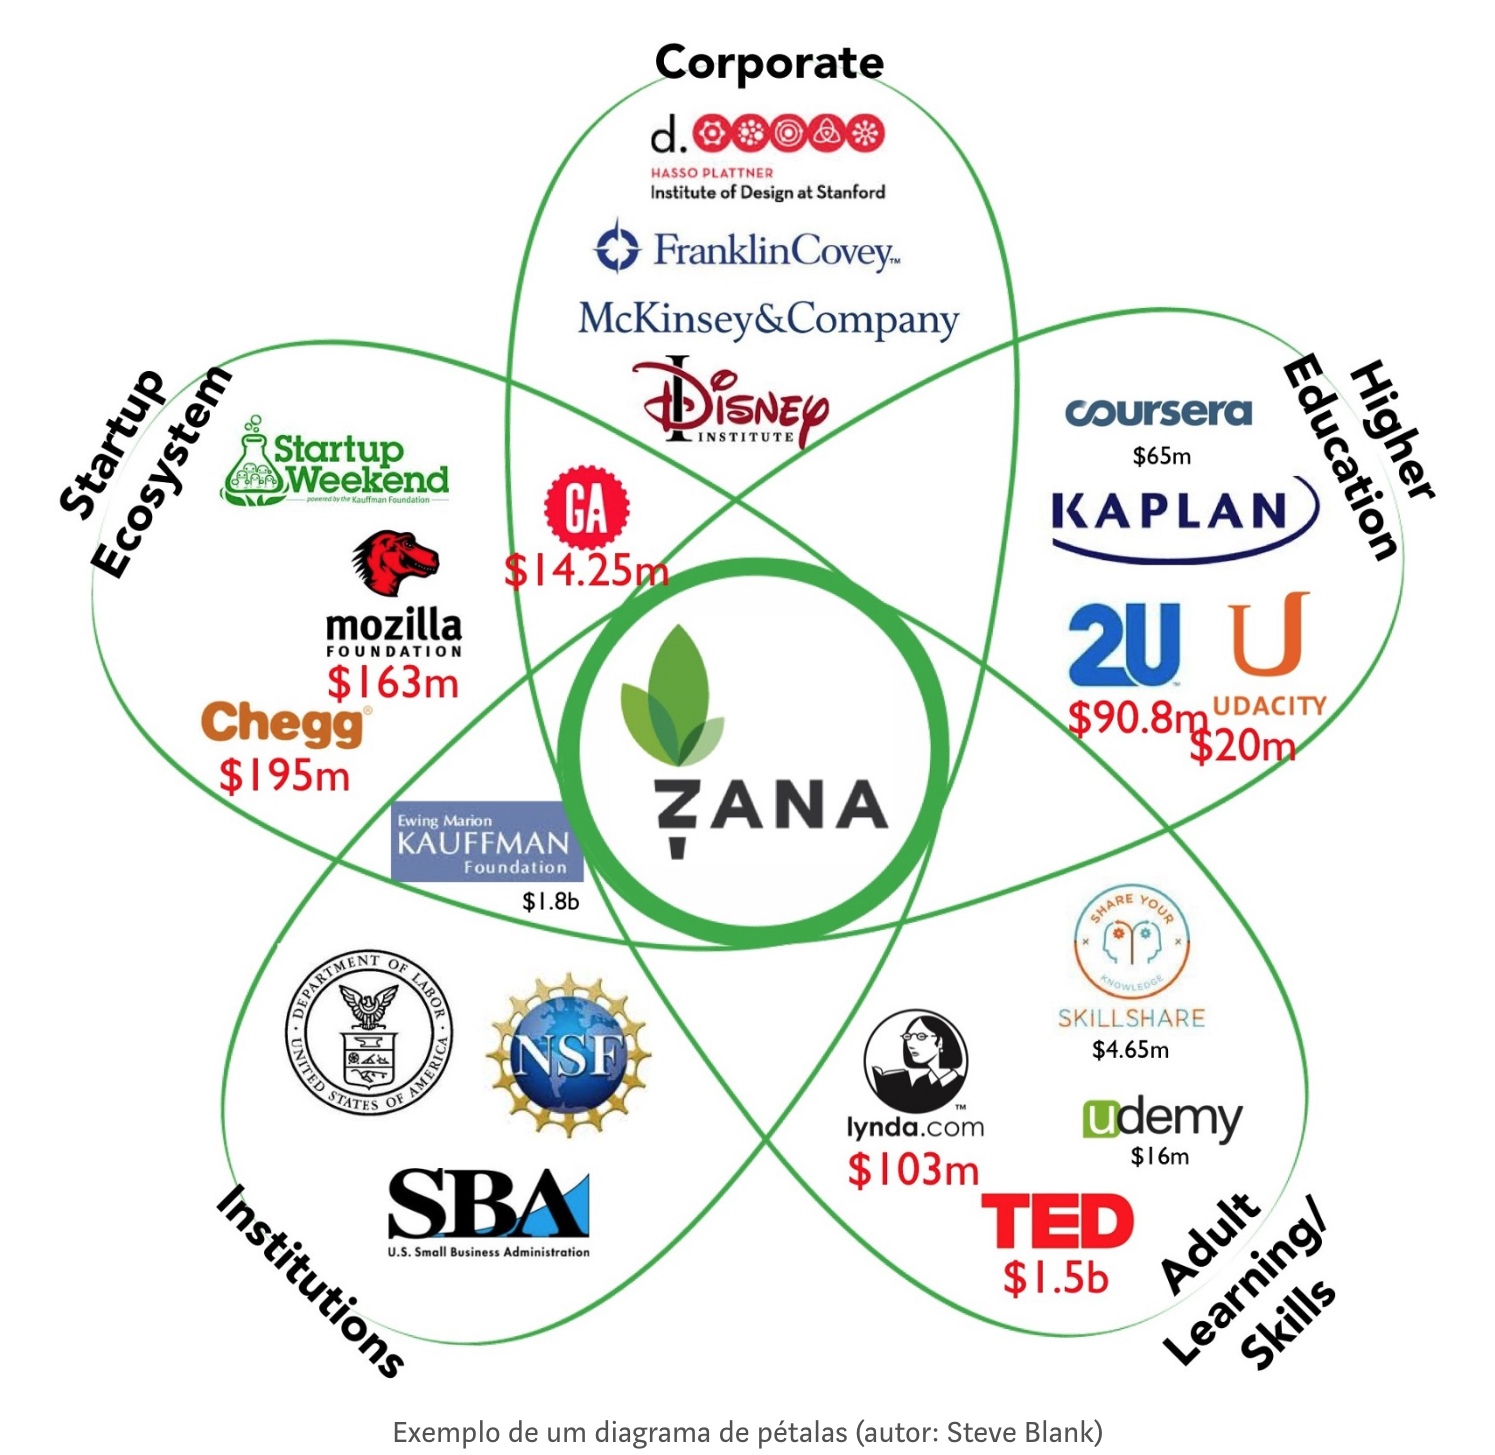 Corporate
d.
HASSO PLATTNER
Institute of Design at Stanford
FranklinCovey™
McKinsey&Company
DISNEY
INSTITUTE
Startup
Ecosystem
Startup
Weekend
powered by the Kauffman Foundation
mozilla
FOUNDATION
$163m
Chegg®
$195m
GA
$14.25m
Higher
Education
coursera
$65m
KAPLAN
2U™
$90.8m
U
UDACITY
$20m
ZANA
Ewing Marion
KAUFFMAN
Foundation
$1.8b
DEPARTMENT OF LABOR
UNITED STATES OF AMERICA
NSF
SBA
U.S. Small Business Administration
Institutions
SHARE YOUR
KNOWLEDGE
SKILLSHARE
$4.65m
lynda.com™
$103m
udemy
$16m
TED
$1.5b
Adult
Learning/
Skills
Exemplo de um diagrama de pétalas (autor: Steve Blank)